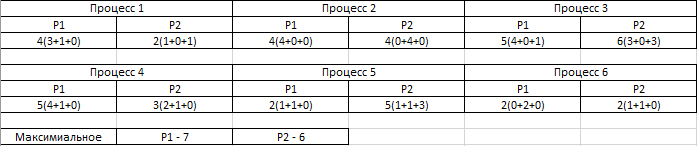 Процесс 1 Процесс 2 Процесс 3
P1 P2 P1 P2 P1 P2
4(3+1+0) 2(1+0+1) 4(4+0+0) 4(0+4+0) 5(4+0+1) 6(3+0+3)
Процесс 4 Процесс 5 Процесс 6
P1 P2 P1 P2 P1 P2
5(4+1+0) 3(2+1+0) 2(1+1+0) 5(1+1+3) 2(0+2+0) 2(1+1+0)
Максимиальное P1 - 7 P2 - 6